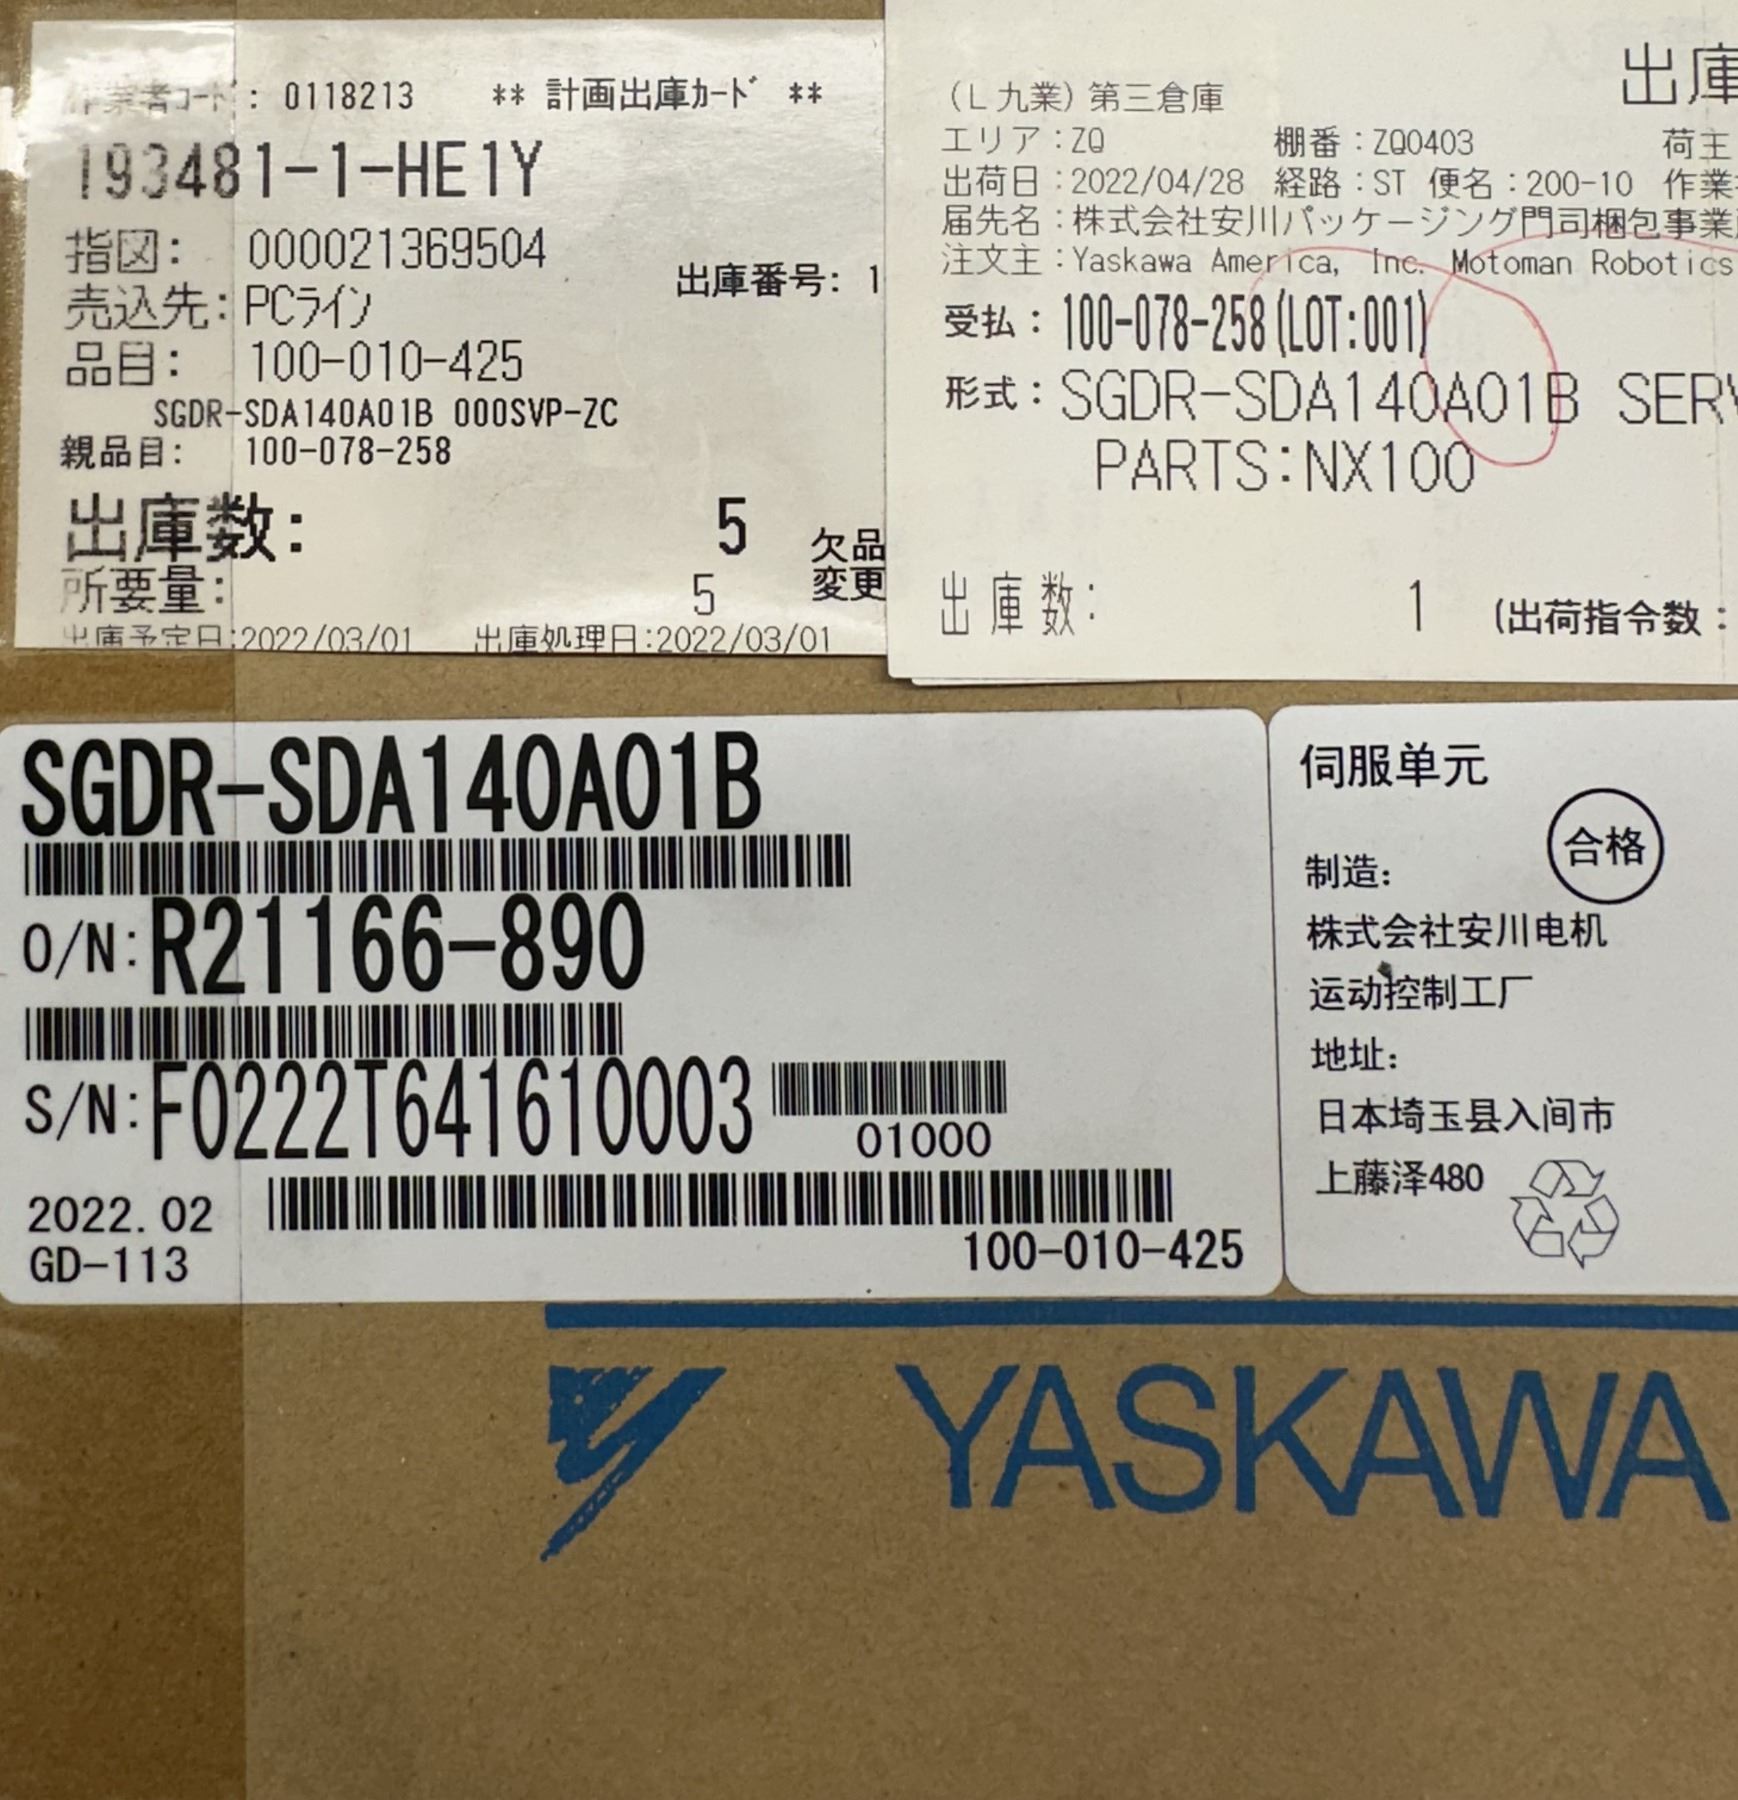 作業者コード: 0118213 ** 計画出庫カード **
193481-1-HE1Y
指図: 000021369504
出庫番号: 1
売込先: PCライン
品目: 100-010-425
SGDR-SDA140A01B 000SVP-ZC
親品目: 100-078-258
出庫数: 5
欠品
所要量: 5
変更
出庫予定日:2022/03/01 出庫処理日:2022/03/01
出庫
(L九業) 第三倉庫
エリア:ZQ 棚番:ZQ0403 荷主
出荷日:2022/04/28 経路:ST 便名:200-10 作業
届先名:株式会社安川パッケージング門司梱包事業
注文主:Yaskawa America, Inc. Motoman Robotics
受払: 100-078-258(LOT:001)
形式: SGDR-SDA140A01B SERV
PARTS:NX100
出庫数: 1 (出荷指令数:
SGDR-SDA140A01B
O/N:R21166-890
S/N:F0222T641610003
01000
2022.02
GD-113
100-010-425
伺服单元
合格
制造:
株式会社安川电机
运动控制工厂
地址:
日本埼玉县入间市
上藤泽480
YASKAWA